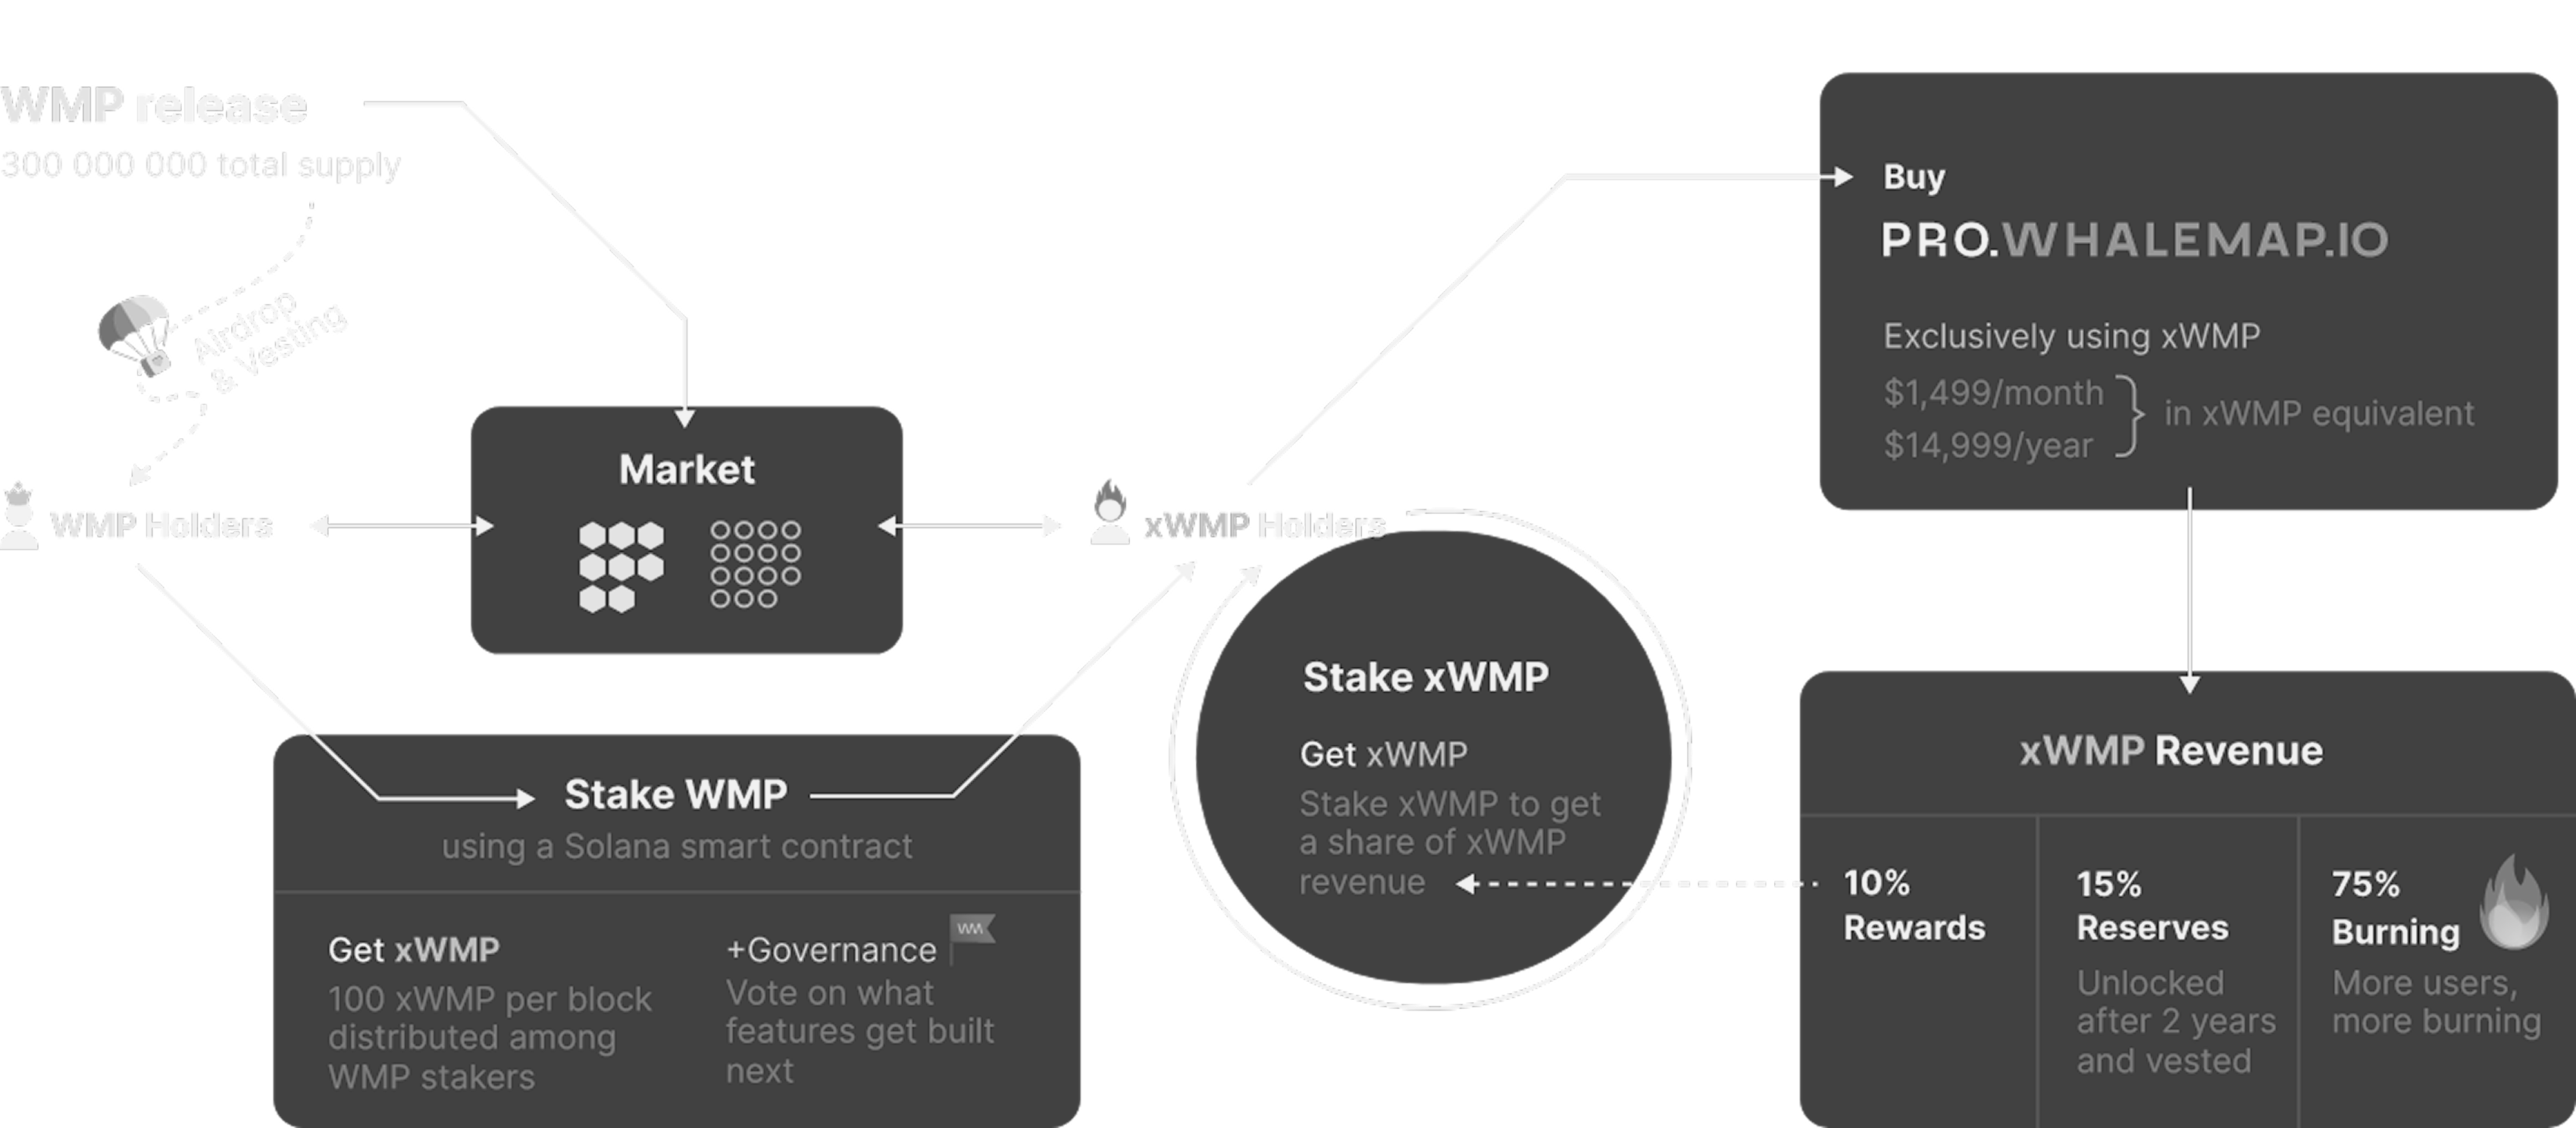 WMP release
300 000 000 total supply
Airdrop
& Vesting
WMP Holders
Market
xWMP Holders
Buy
PRO.WHALEMAP.IO
Exclusively using xWMP
$1,499/month
$14,999/year
in xWMP equivalent
Stake WMP
using a Solana smart contract
Get xWMP
100 xWMP per block
distributed among
WMP stakers
+Governance
Vote on what
features get built
next
Stake xWMP
Get xWMP
Stake xWMP to get
a share of xWMP
revenue
xWMP Revenue
10%
Rewards
15%
Reserves
Unlocked
after 2 years
and vested
75%
Burning
More users,
more burning